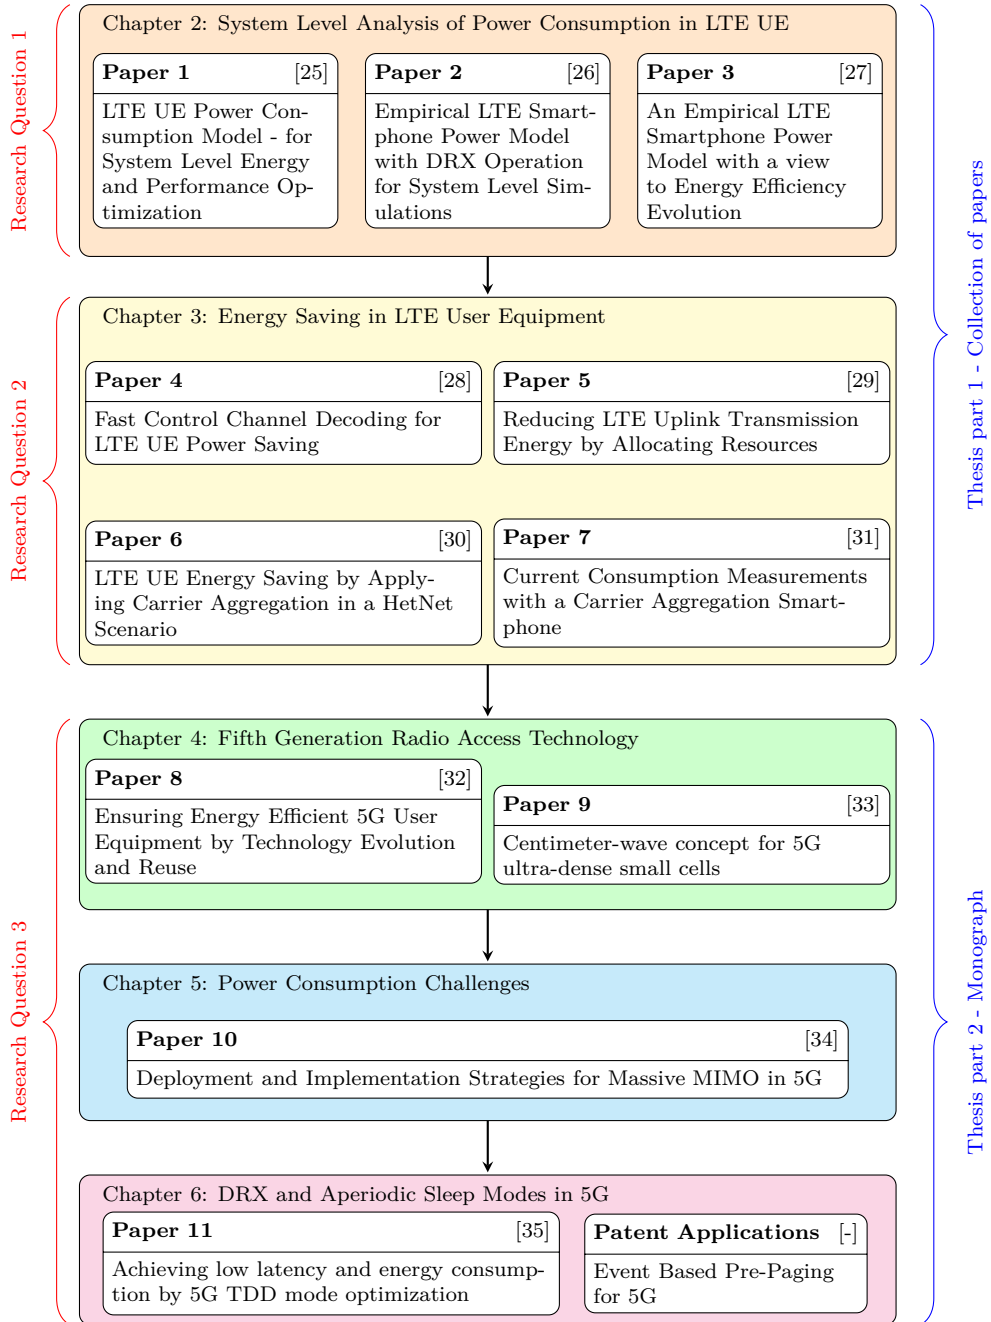 Research Question 1
Chapter 2: System Level Analysis of Power Consumption in LTE UE
Paper 1 [25]
LTE UE Power Con-
sumption Model - for
System Level Energy
and Performance Op-
timization
Paper 2 [26]
Empirical LTE Smart-
phone Power Model
with DRX Operation
for System Level Sim-
ulations
Paper 3 [27]
An Empirical LTE
Smartphone Power
Model with a view
to Energy Efficiency
Evolution
Thesis part 1 - Collection of papers
Research Question 2
Chapter 3: Energy Saving in LTE User Equipment
Paper 4 [28]
Fast Control Channel Decoding for
LTE UE Power Saving
Paper 5 [29]
Reducing LTE Uplink Transmission
Energy by Allocating Resources
Paper 6 [30]
LTE UE Energy Saving by Apply-
ing Carrier Aggregation in a HetNet
Scenario
Paper 7 [31]
Current Consumption Measurements
with a Carrier Aggregation Smart-
phone
Research Question 3
Chapter 4: Fifth Generation Radio Access Technology
Paper 8 [32]
Ensuring Energy Efficient 5G User
Equipment by Technology Evolution
and Reuse
Paper 9 [33]
Centimeter-wave concept for 5G
ultra-dense small cells
Thesis part 2 - Monograph
Chapter 5: Power Consumption Challenges
Paper 10 [34]
Deployment and Implementation Strategies for Massive MIMO in 5G
Chapter 6: DRX and Aperiodic Sleep Modes in 5G
Paper 11 [35]
Achieving low latency and energy consump-
tion by 5G TDD mode optimization
Patent Applications [-]
Event Based Pre-Paging
for 5G